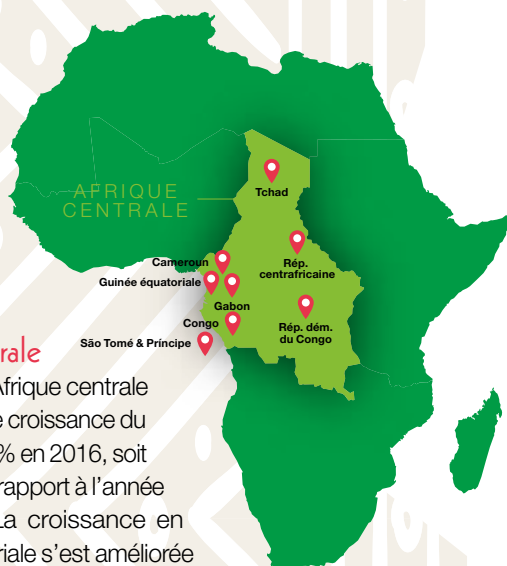 AFRIQUE
CENTRALE
Tchad
Cameroun
Rép.
centrafricaine
Guinée équatoriale
Gabon
Congo
Rép. dém.
du Congo
São Tomé & Príncipe
rale
Afrique centrale
e croissance du
% en 2016, soit
rapport à l'année
La croissance en
riale s'est améliorée